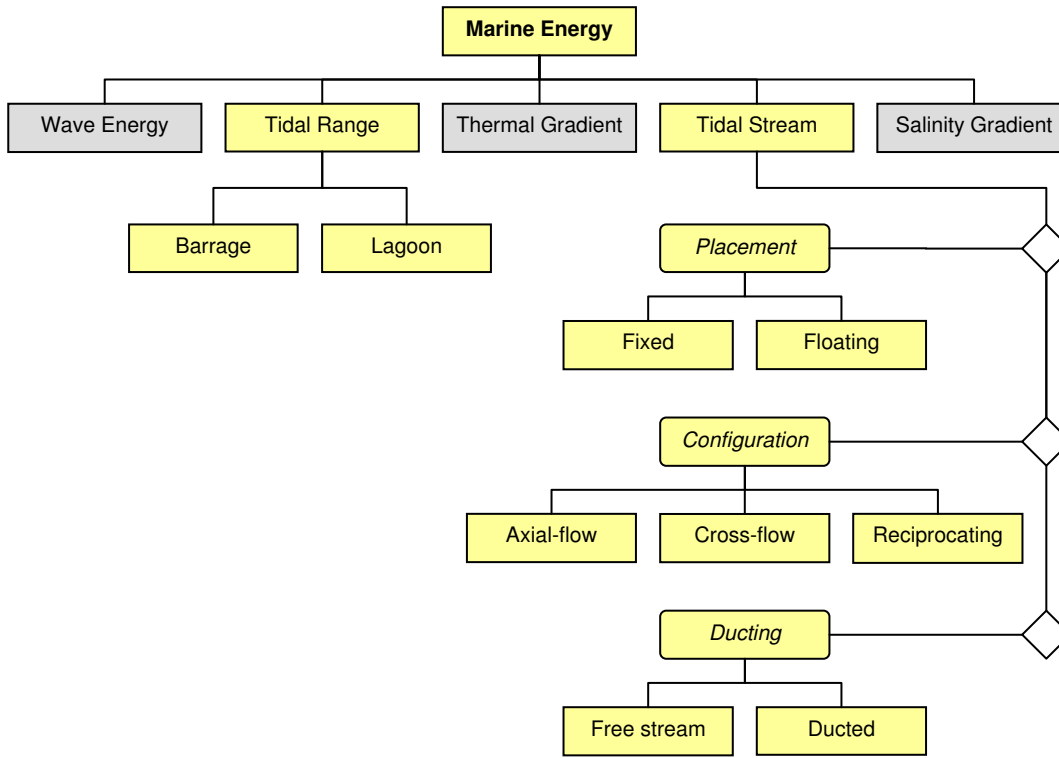 Marine Energy
Wave Energy
Tidal Range
Thermal Gradient
Tidal Stream
Salinity Gradient
Barrage
Lagoon
Placement
Fixed
Floating
Configuration
Axial-flow
Cross-flow
Reciprocating
Ducting
Free stream
Ducted